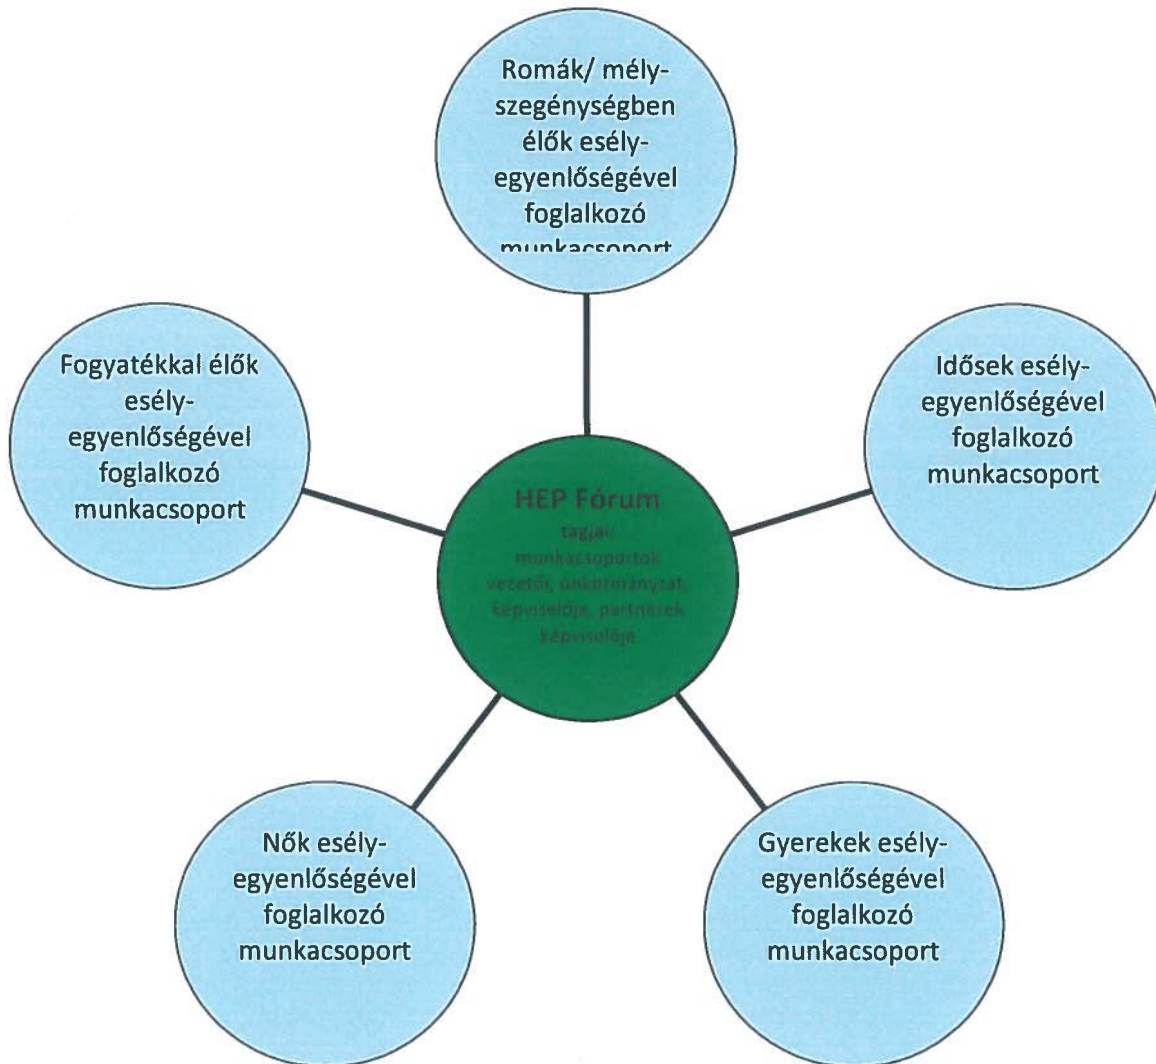 Romák/ mély-
szegénységben
élők esély-
egyenlőségével
foglalkozó
munkacsoport
Fogyatékkal élők
esély-
egyenlőségével
foglalkozó
munkacsoport
Idősek esély-
egyenlőségével
foglalkozó
munkacsoport
HEP Fórum
tagjai:
munkacsoportok
vezetői, önkormányzat,
képviselője, partnerek
képviselője
Nők esély-
egyenlőségével
foglalkozó
munkacsoport
Gyerekek esély-
egyenlőségével
foglalkozó
munkacsoport